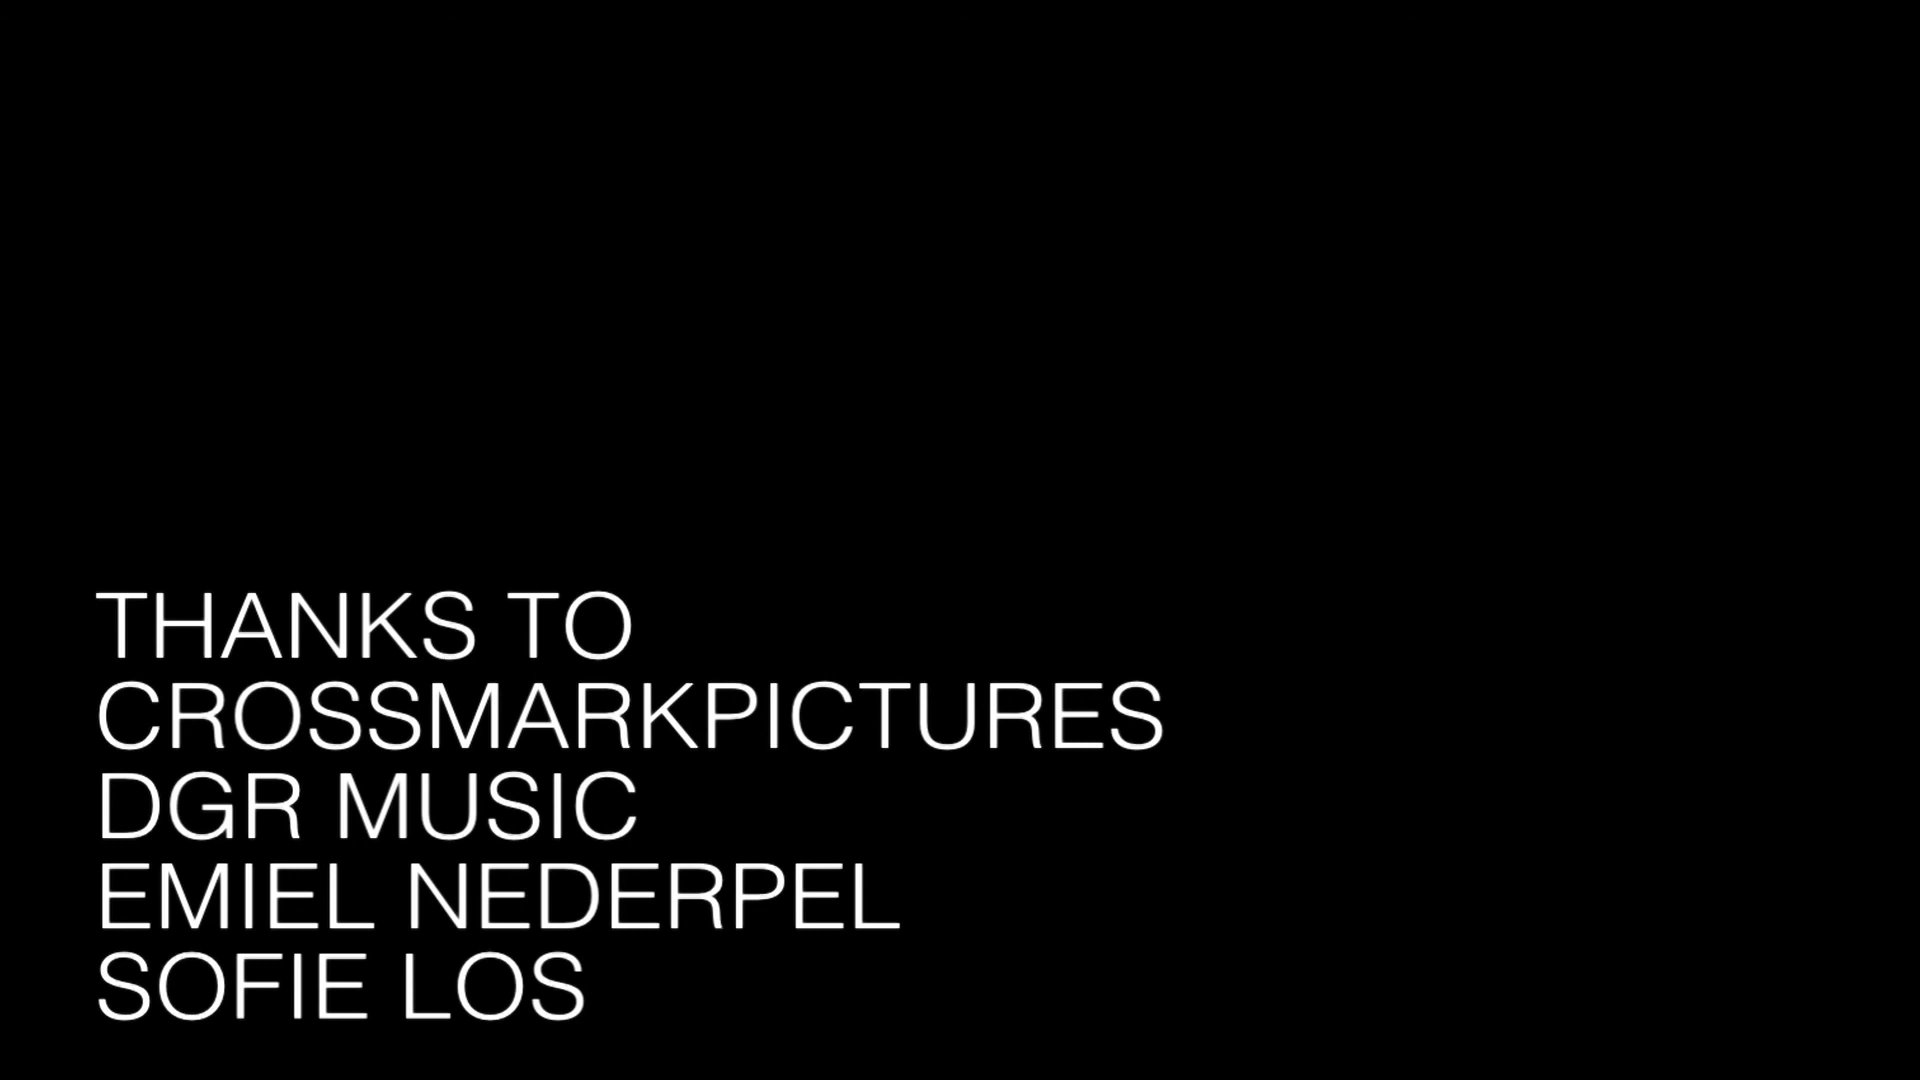 THANKS TO
CROSSMARKPICTURES
DGR MUSIC
EMIEL NEDERPEL
SOFIE LOS